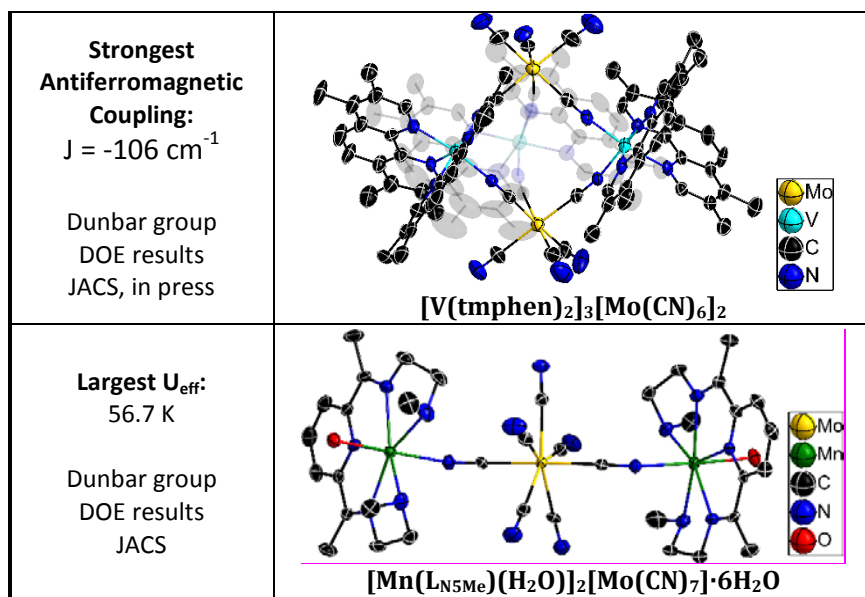 Strongest
Antiferromagnetic
Coupling:
J = -106 cm⁻¹
Dunbar group
DOE results
JACS, in press
Mo
V
C
N
[V(tmphen)₂]₃[Mo(CN)₆]₂
Largest U_eff:
56.7 K
Dunbar group
DOE results
JACS
Mo
Mn
C
N
O
[Mn(L_N5Me)(H₂O)]₂[Mo(CN)₇]·6H₂O